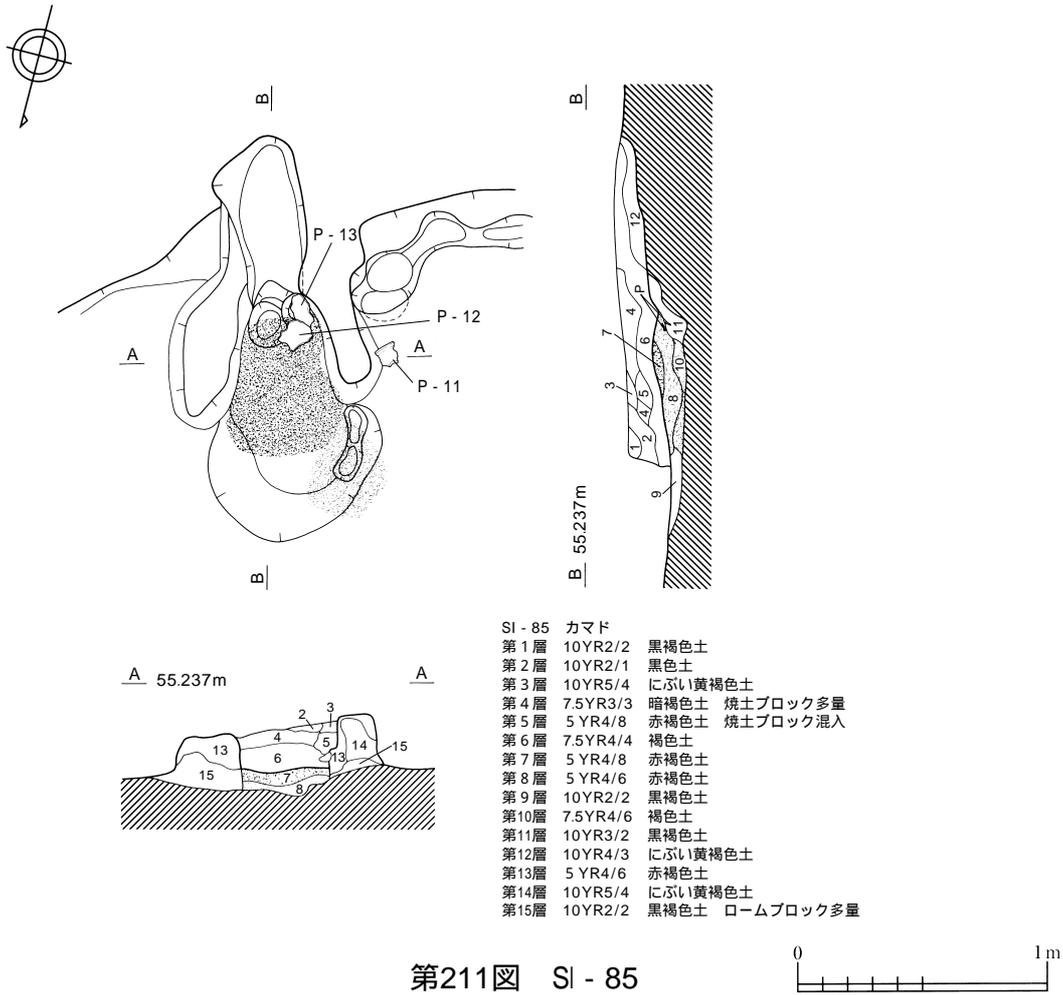 B
B
P - 13
P - 12
A
A
P - 11
B
B
12
P
4
11
7
6
10
3
5
8
4
2
1
9
B 55.237m
SI - 85 カマド
第1層 10YR2/2 黒褐色土
第2層 10YR2/1 黒色土
第3層 10YR5/4 にぶい黄褐色土
第4層 7.5YR3/3 暗褐色土 焼土ブロック多量
第5層 5YR4/8 赤褐色土 焼土ブロック混入
第6層 7.5YR4/4 褐色土
第7層 5YR4/8 赤褐色土
第8層 5YR4/6 赤褐色土
第9層 10YR2/2 黒褐色土
第10層 7.5YR4/6 褐色土
第11層 10YR3/2 黒褐色土
第12層 10YR4/3 にぶい黄褐色土
第13層 5YR4/6 赤褐色土
第14層 10YR5/4 にぶい黄褐色土
第15層 10YR2/2 黒褐色土 ロームブロック多量
A 55.237m
A
2
3
4
5
13
6
13
14
15
15
7
8
0
1m
第211図 SI - 85